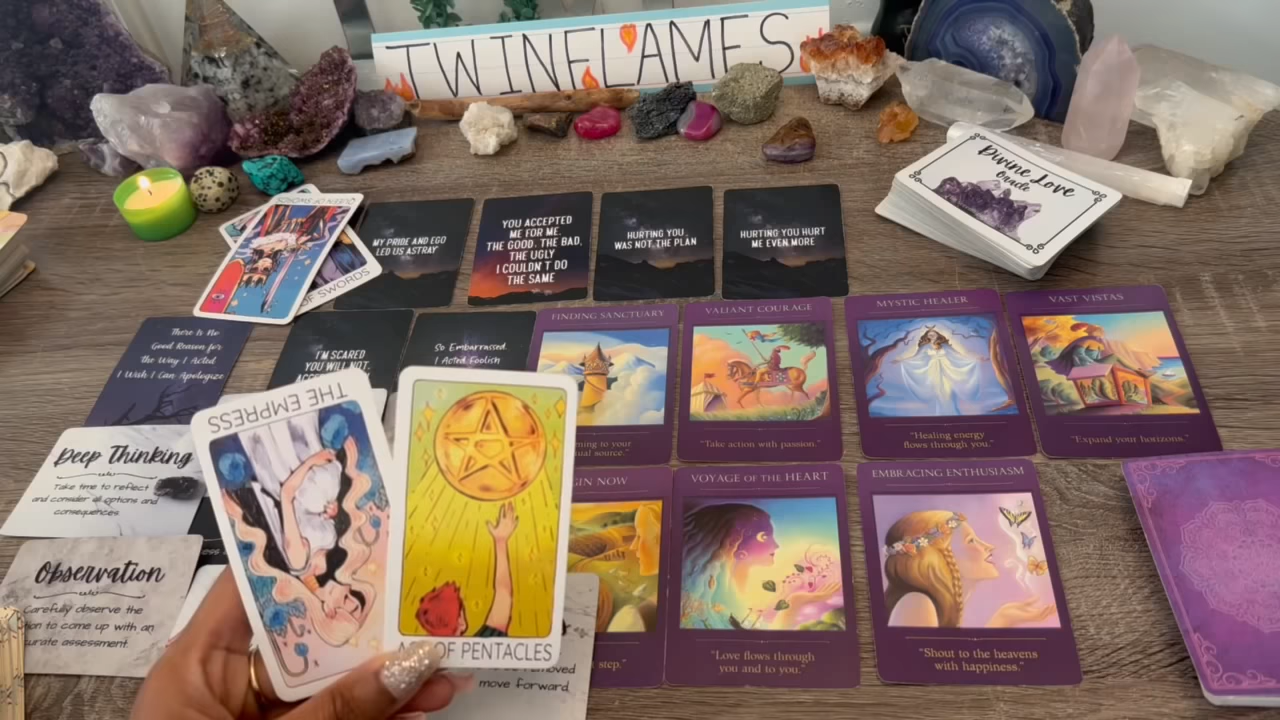 TWINFLAMES
Divine Love
Oracle
QUEEN OF SWORDS
OF SWORDS
MY PRIDE AND EGO
LED US ASTRAY
YOU ACCEPTED
ME FOR ME.
THE GOOD. THE BAD.
THE UGLY
I COULDN'T DO
THE SAME
HURTING YOU
WAS NOT THE PLAN
HURTING YOU HURT
ME EVEN MORE
There Is No
Good Reason for
the Way I Acted
I Wish I Can Apologize
I'M SCARED
YOU WILL NOT
So Embarrassed.
I Acted Foolish
FINDING SANCTUARY
VALIANT COURAGE
"Take action with passion."
MYSTIC HEALER
"Healing energy
flows through you."
VAST VISTAS
"Expand your horizons."
Deep Thinking
Take time to reflect
and consider all options and
consequences.
Observation
Carefully observe the
to come up with an
assessment.
THE EMPRESS
OF PENTACLES
NOW
step."
VOYAGE OF THE HEART
"Love flows through
you and to you."
EMBRACING ENTHUSIASM
"Shout to the heavens
with happiness."
move forward.